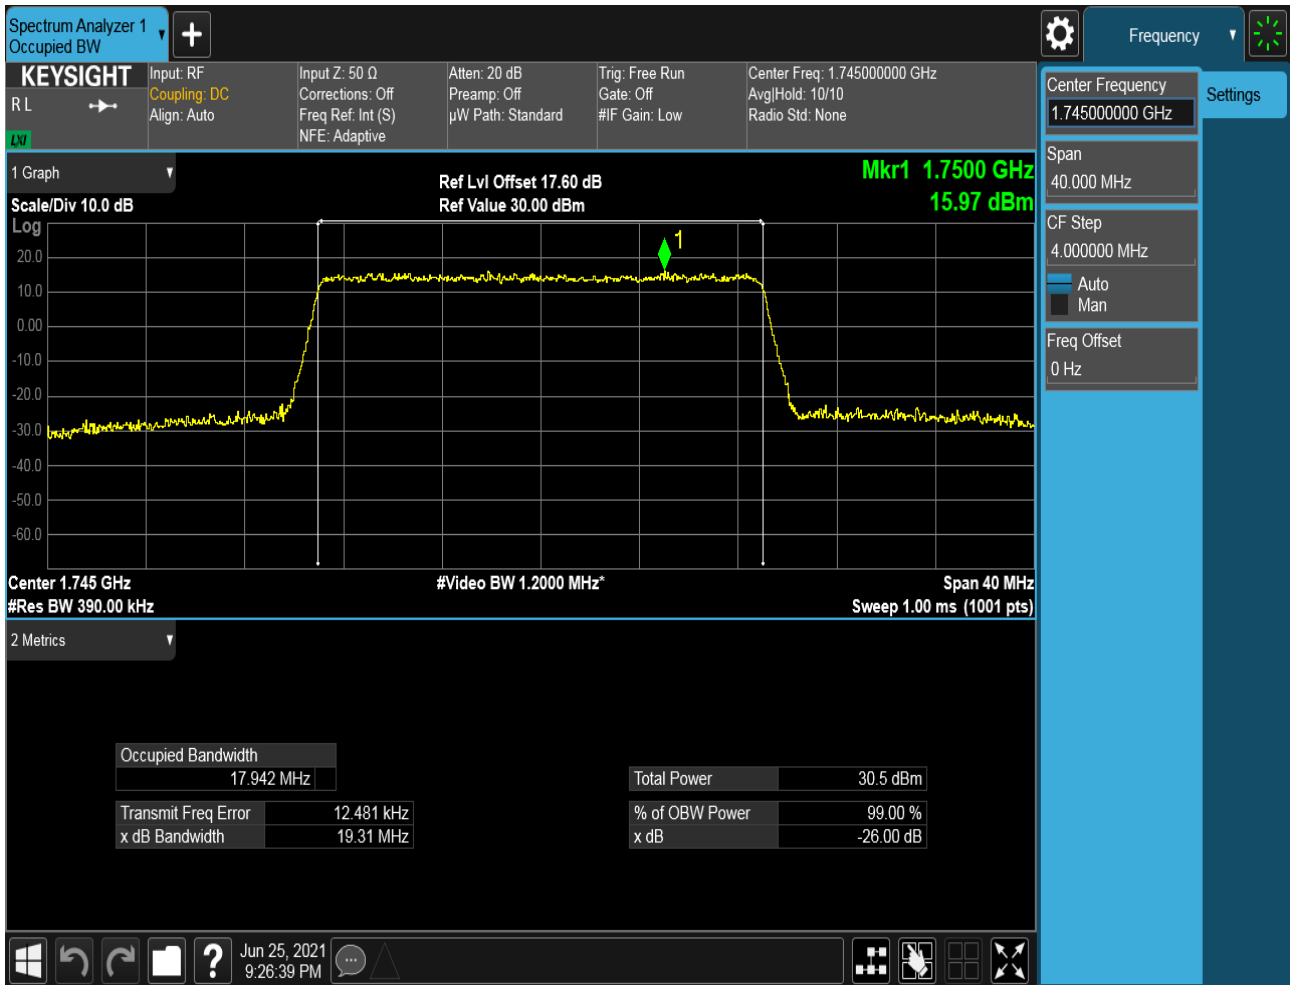 Spectrum Analyzer 1
Occupied BW
Frequency
KEYSIGHT
R L
LXI
Input: RF
Coupling: DC
Align: Auto
Input Z: 50 Ω
Corrections: Off
Freq Ref: Int (S)
NFE: Adaptive
Atten: 20 dB
Preamp: Off
µW Path: Standard
Trig: Free Run
Gate: Off
#IF Gain: Low
Center Freq: 1.745000000 GHz
Avg|Hold: 10/10
Radio Std: None
Center Frequency
1.745000000 GHz
Settings
Span
40.000 MHz
CF Step
4.000000 MHz
Auto
Man
Freq Offset
0 Hz
1 Graph
Scale/Div 10.0 dB
Ref Lvl Offset 17.60 dB
Ref Value 30.00 dBm
Mkr1 1.7500 GHz
15.97 dBm
Log
1
20.0
10.0
0.00
-10.0
-20.0
-30.0
-40.0
-50.0
-60.0
Center 1.745 GHz
#Video BW 1.2000 MHz*
Span 40 MHz
#Res BW 390.00 kHz
Sweep 1.00 ms (1001 pts)
2 Metrics
Occupied Bandwidth
17.942 MHz
Total Power 30.5 dBm
Transmit Freq Error 12.481 kHz
% of OBW Power 99.00 %
x dB Bandwidth 19.31 MHz
x dB -26.00 dB
?
Jun 25, 2021
9:26:39 PM